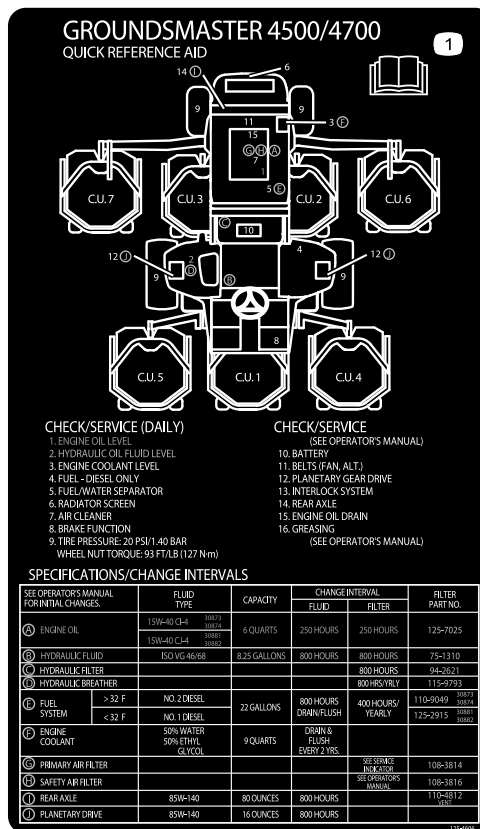 GROUNDSMASTER 4500/4700
QUICK REFERENCE AID
1
14 I
6
9
9
11
3 F
15
G H A
7
1
5 E
C.U. 7
C.U. 3
C.U. 2
C.U. 6
C
10
12 J
2
D
4
12 J
9
B
9
8
C.U. 5
C.U. 1
C.U. 4
CHECK/SERVICE (DAILY)
1. ENGINE OIL LEVEL
2. HYDRAULIC OIL FLUID LEVEL
3. ENGINE COOLANT LEVEL
4. FUEL - DIESEL ONLY
5. FUEL/WATER SEPARATOR
6. RADIATOR SCREEN
7. AIR CLEANER
8. BRAKE FUNCTION
9. TIRE PRESSURE: 20 PSI/1.40 BAR
WHEEL NUT TORQUE: 93 FT/LB (127 N·m)
CHECK/SERVICE
(SEE OPERATOR'S MANUAL)
10. BATTERY
11. BELTS (FAN, ALT.)
12. PLANETARY GEAR DRIVE
13. INTERLOCK SYSTEM
14. REAR AXLE
15. ENGINE OIL DRAIN
16. GREASING
(SEE OPERATOR'S MANUAL)
SPECIFICATIONS/CHANGE INTERVALS
SEE OPERATOR'S MANUAL FOR INITIAL CHANGES. FLUID TYPE CAPACITY CHANGE INTERVAL FLUID FILTER FILTER PART NO.
A ENGINE OIL 15W-40 CI-4 30873 30874 6 QUARTS 250 HOURS 250 HOURS 125-7025
15W-40 CJ-4 30881 30882
B HYDRAULIC FLUID ISO VG 46/68 8.25 GALLONS 800 HOURS 800 HOURS 75-1310
C HYDRAULIC FILTER 800 HOURS 94-2621
D HYDRAULIC BREATHER 800 HRS/YRLY 115-9793
E FUEL SYSTEM > 32 F NO. 2 DIESEL 22 GALLONS 800 HOURS DRAIN/FLUSH 400 HOURS/ YEARLY 110-9049 30873 30874
< 32 F NO. 1 DIESEL 125-2915 30881 30882
F ENGINE COOLANT 50% WATER 50% ETHYL GLYCOL 9 QUARTS DRAIN & FLUSH EVERY 2 YRS.
G PRIMARY AIR FILTER SEE SERVICE INDICATOR 108-3814
H SAFETY AIR FILTER SEE OPERATOR'S MANUAL 108-3816
I REAR AXLE 85W-140 80 OUNCES 800 HOURS 110-4812 VENT
J PLANETARY DRIVE 85W-140 16 OUNCES 800 HOURS
125-4606